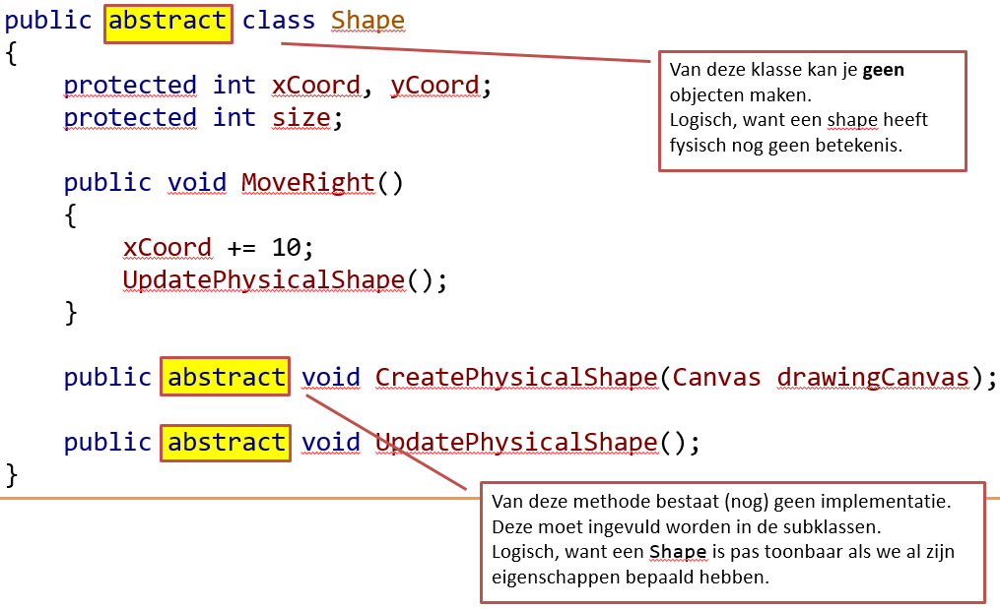 public abstract class Shape
{
Van deze klasse kan je geen
objecten maken.
Logisch, want een shape heeft
fysisch nog geen betekenis.
protected int xCoord, yCoord;
protected int size;
public void MoveRight()
{
xCoord += 10;
UpdatePhysicalShape();
}
public abstract void CreatePhysicalShape(Canvas drawingCanvas);
public abstract void UpdatePhysicalShape();
}
Van deze methode bestaat (nog) geen implementatie.
Deze moet ingevuld worden in de subklassen.
Logisch, want een Shape is pas toonbaar als we al zijn
eigenschappen bepaald hebben.